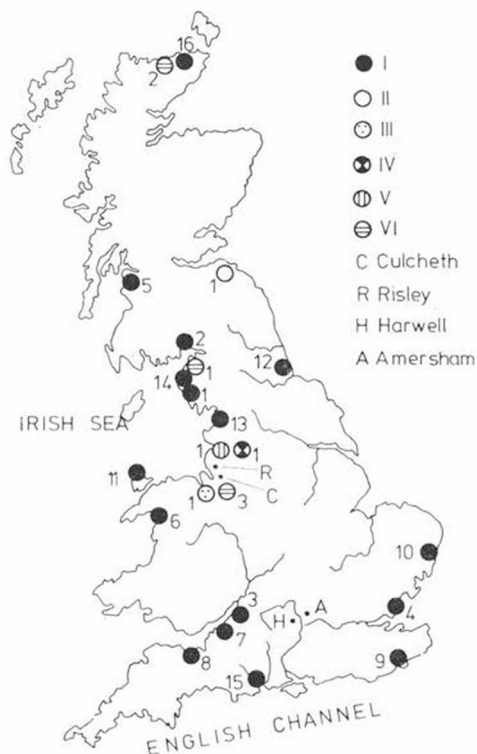 16
2
I
II
III
IV
V
VI
C Culcheth
R Risley
H Harwell
A Amersham
5
1
2
1
14
1
12
IRISH SEA
13
1
1
R
C
11
1
3
6
10
3
A
H
4
7
8
9
15
ENGLISH CHANNEL